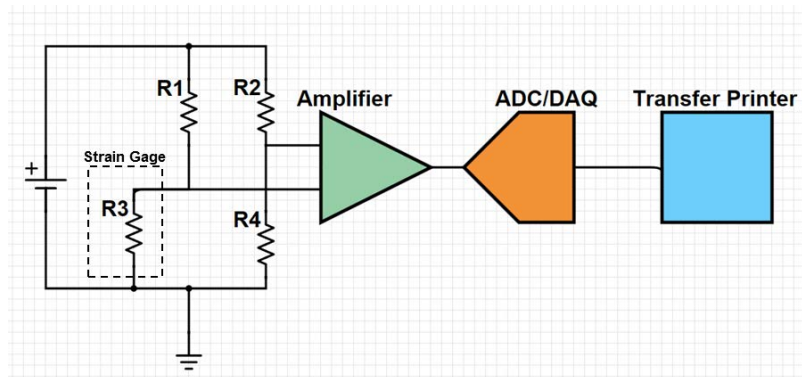 R1
R2
Amplifier
ADC/DAQ
Transfer Printer
Strain Gage
+
R3
R4